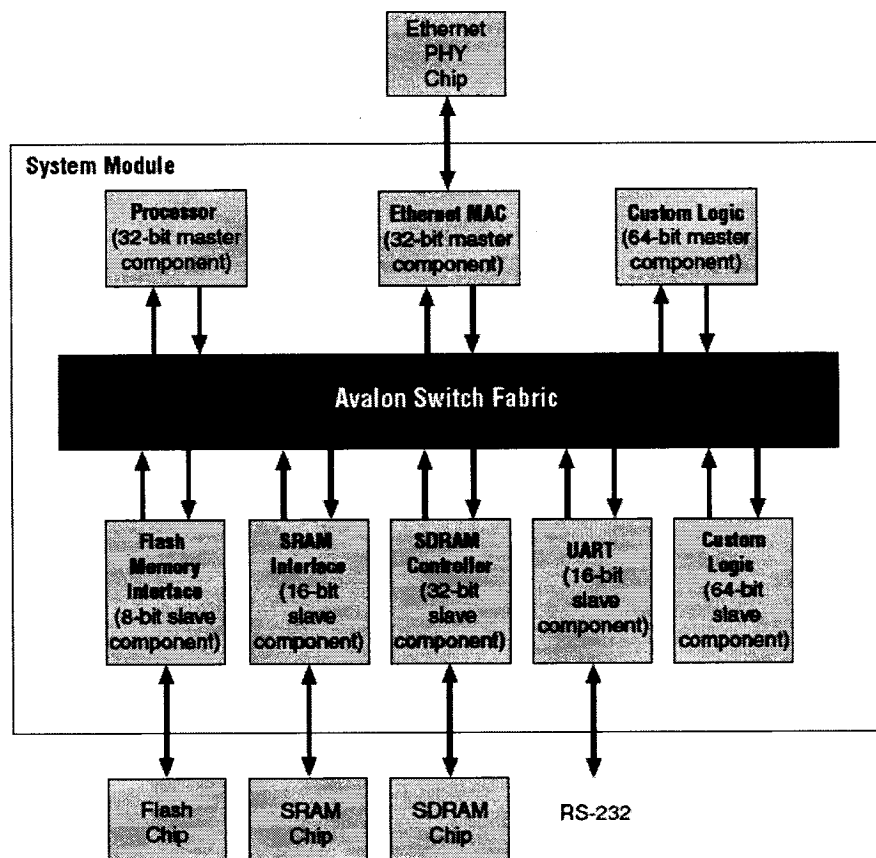 Ethernet
PHY
Chip
System Module
Processor
(32-bit master
component)
Ethernet MAC
(32-bit master
component)
Custom Logic
(64-bit master
component)
Avalon Switch Fabric
Flash
Memory
Interface
(8-bit slave
component)
SRAM
Interface
(16-bit
slave
component)
SDRAM
Controller
(32-bit
slave
component)
UART
(16-bit
slave
component)
Custom
Logic
(64-bit
slave
component)
Flash
Chip
SRAM
Chip
SDRAM
Chip
RS-232